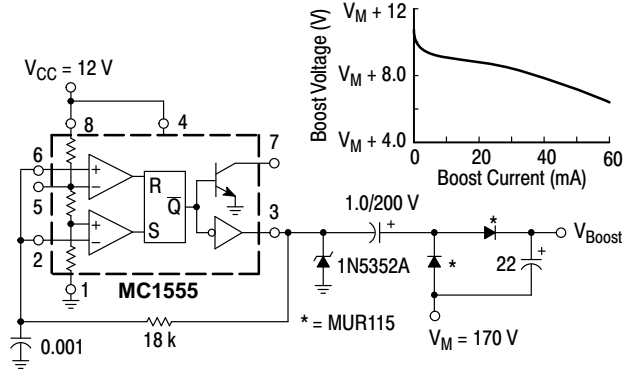 V_CC = 12 V
8
4
7
6
5
2
3
1
+
−
+
−
R
Q̅
S
MC1555
0.001
18 k
1N5352A
1.0/200 V
+
*
*
* = MUR115
22
+
V_Boost
V_M = 170 V
Boost Voltage (V)
V_M + 12
V_M + 8.0
V_M + 4.0
0
20
40
60
Boost Current (mA)